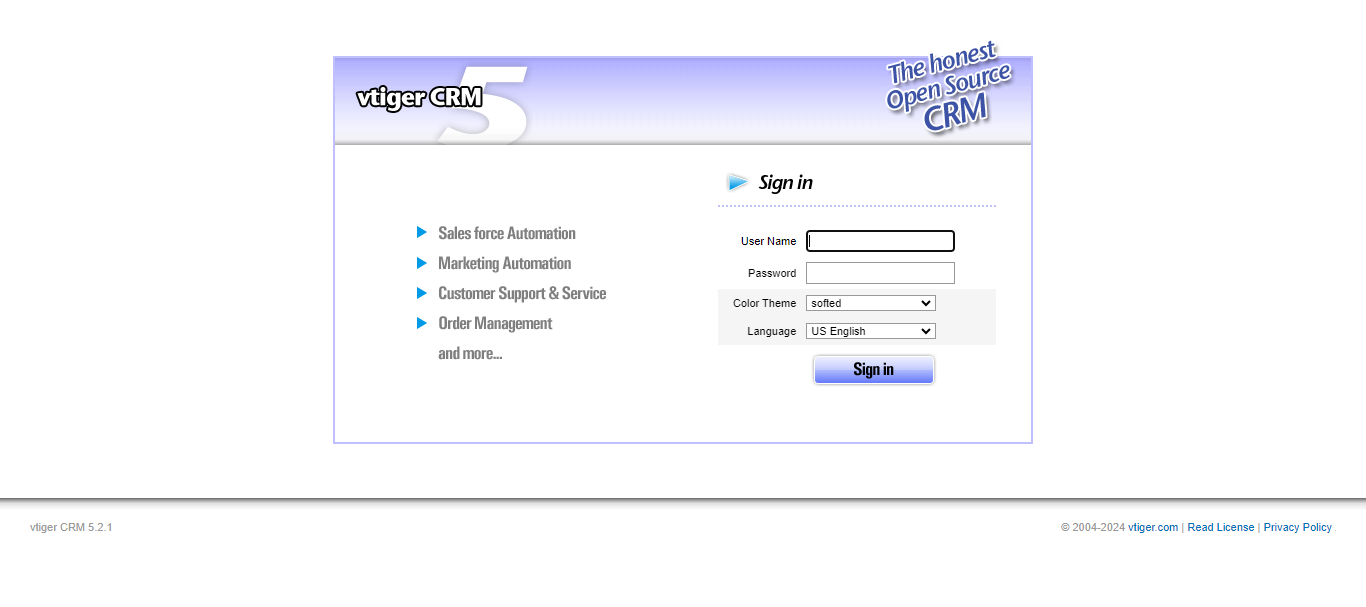 vtiger CRM 5
The honest
Open Source
CRM
Sign in
Sales force Automation
Marketing Automation
Customer Support & Service
Order Management
and more...
User Name
Password
Color Theme softed
Language US English
Sign in
vtiger CRM 5.2.1
© 2004-2024 vtiger.com | Read License | Privacy Policy